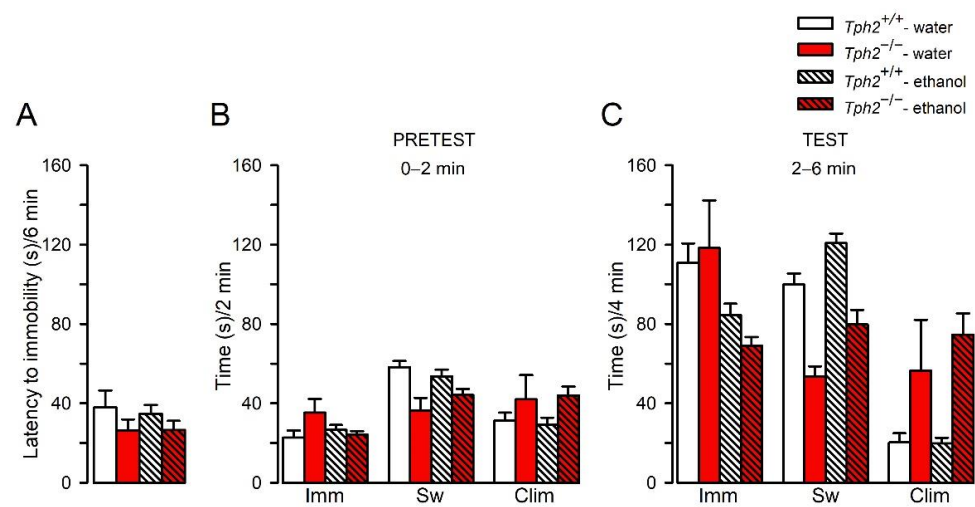 Tph2+/+- water
Tph2−/−- water
Tph2+/+- ethanol
Tph2−/−- ethanol
A
B
C
PRETEST
0–2 min
TEST
2–6 min
Latency to immobility (s)/6 min
160
120
80
40
0
Time (s)/2 min
160
120
80
40
0
Imm Sw Clim
Time (s)/4 min
160
120
80
40
0
Imm Sw Clim